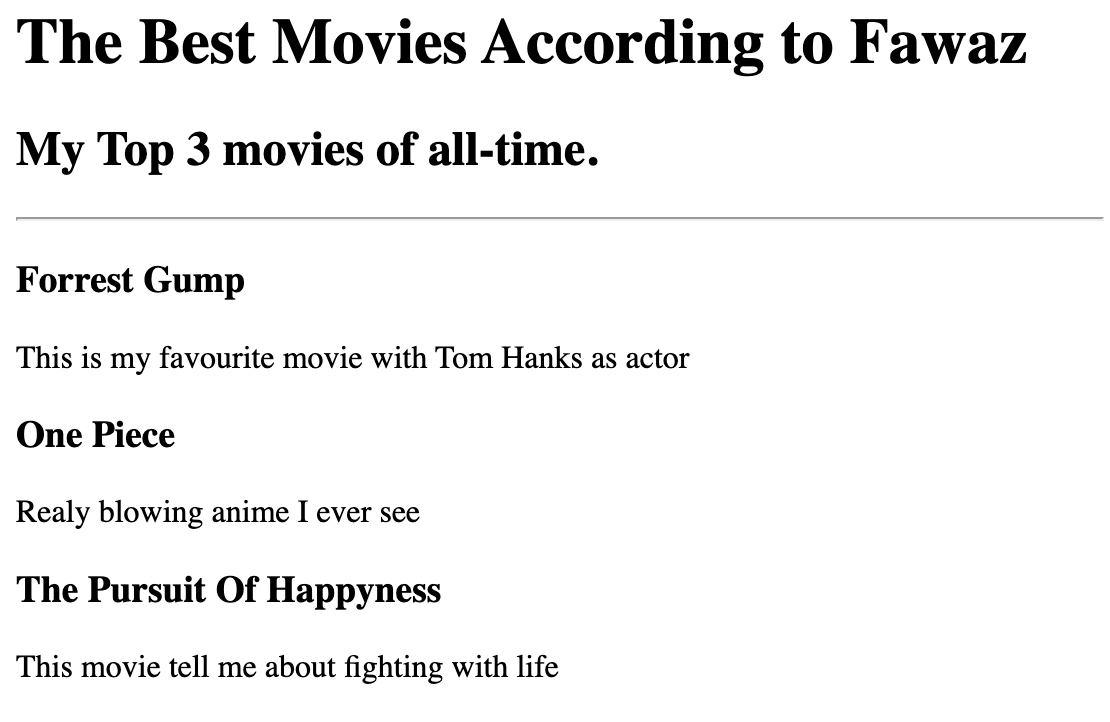 The Best Movies According to Fawaz
My Top 3 movies of all-time.
Forrest Gump
This is my favourite movie with Tom Hanks as actor
One Piece
Realy blowing anime I ever see
The Pursuit Of Happyness
This movie tell me about fighting with life